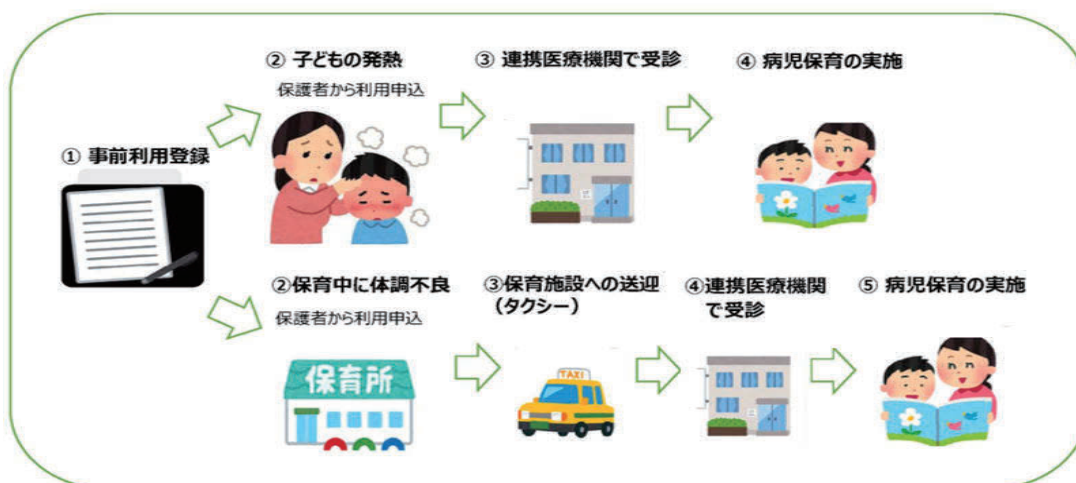 ① 事前利用登録
② 子どもの発熱
保護者から利用申込
③ 連携医療機関で受診
④ 病児保育の実施
②保育中に体調不良
保護者から利用申込
保育所
③保育施設への送迎
（タクシー）
TAXI
④連携医療機関
で受診
⑤ 病児保育の実施